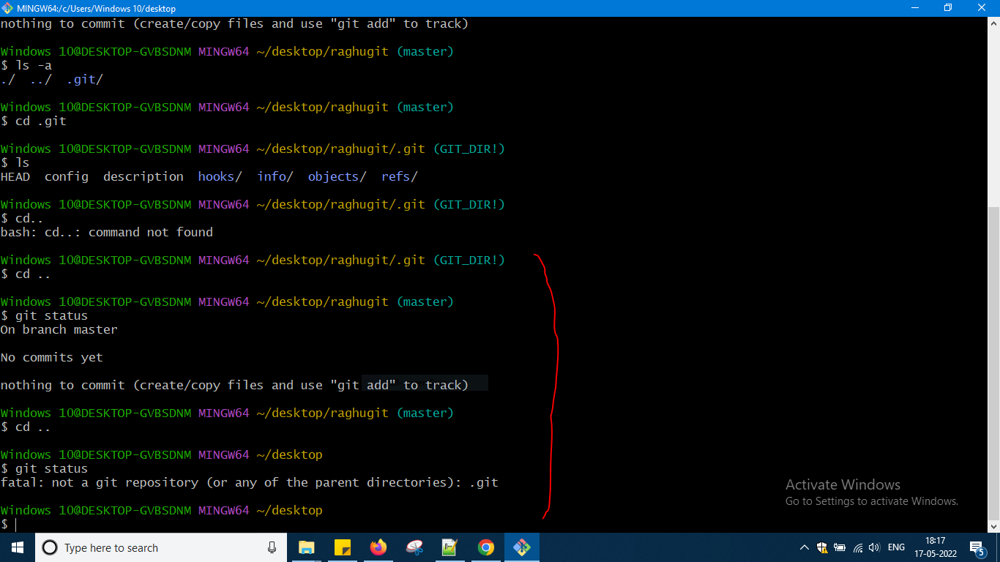 MINGW64:/c/Users/Windows 10/desktop
nothing to commit (create/copy files and use "git add" to track)
Windows 10@DESKTOP-GVBSDNM MINGW64 ~/desktop/raghugit (master)
$ ls -a
./  ../  .git/
Windows 10@DESKTOP-GVBSDNM MINGW64 ~/desktop/raghugit (master)
$ cd .git
Windows 10@DESKTOP-GVBSDNM MINGW64 ~/desktop/raghugit/.git (GIT_DIR!)
$ ls
HEAD  config  description  hooks/  info/  objects/  refs/
Windows 10@DESKTOP-GVBSDNM MINGW64 ~/desktop/raghugit/.git (GIT_DIR!)
$ cd..
bash: cd..: command not found
Windows 10@DESKTOP-GVBSDNM MINGW64 ~/desktop/raghugit/.git (GIT_DIR!)
$ cd ..
Windows 10@DESKTOP-GVBSDNM MINGW64 ~/desktop/raghugit (master)
$ git status
On branch master
No commits yet
nothing to commit (create/copy files and use "git add" to track)
Windows 10@DESKTOP-GVBSDNM MINGW64 ~/desktop/raghugit (master)
$ cd ..
Windows 10@DESKTOP-GVBSDNM MINGW64 ~/desktop
$ git status
fatal: not a git repository (or any of the parent directories): .git
Windows 10@DESKTOP-GVBSDNM MINGW64 ~/desktop
$
Activate Windows
Go to Settings to activate Windows.
Type here to search
ENG
18:17
17-05-2022
5